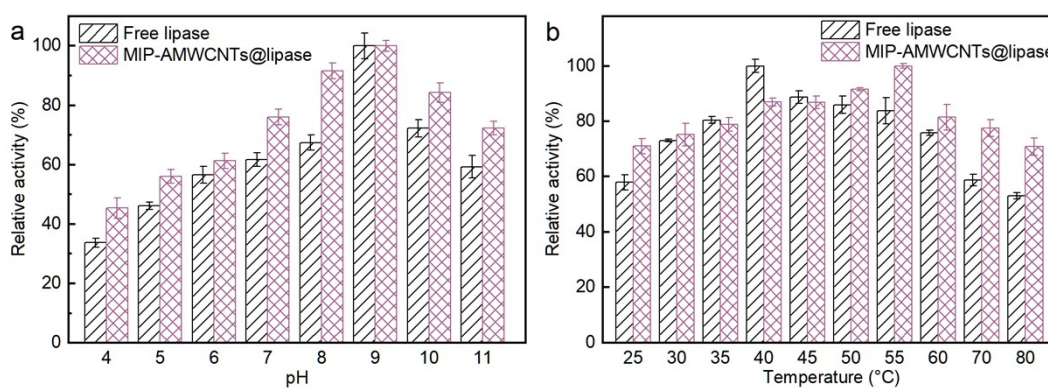 a
Free lipase
MIP-AMWCNTs@lipase
Relative activity (%)
100
80
60
40
20
0
4 5 6 7 8 9 10 11
pH
b
Free lipase
MIP-AMWCNTs@lipase
Relative activity (%)
100
80
60
40
20
0
25 30 35 40 45 50 55 60 70 80
Temperature (°C)